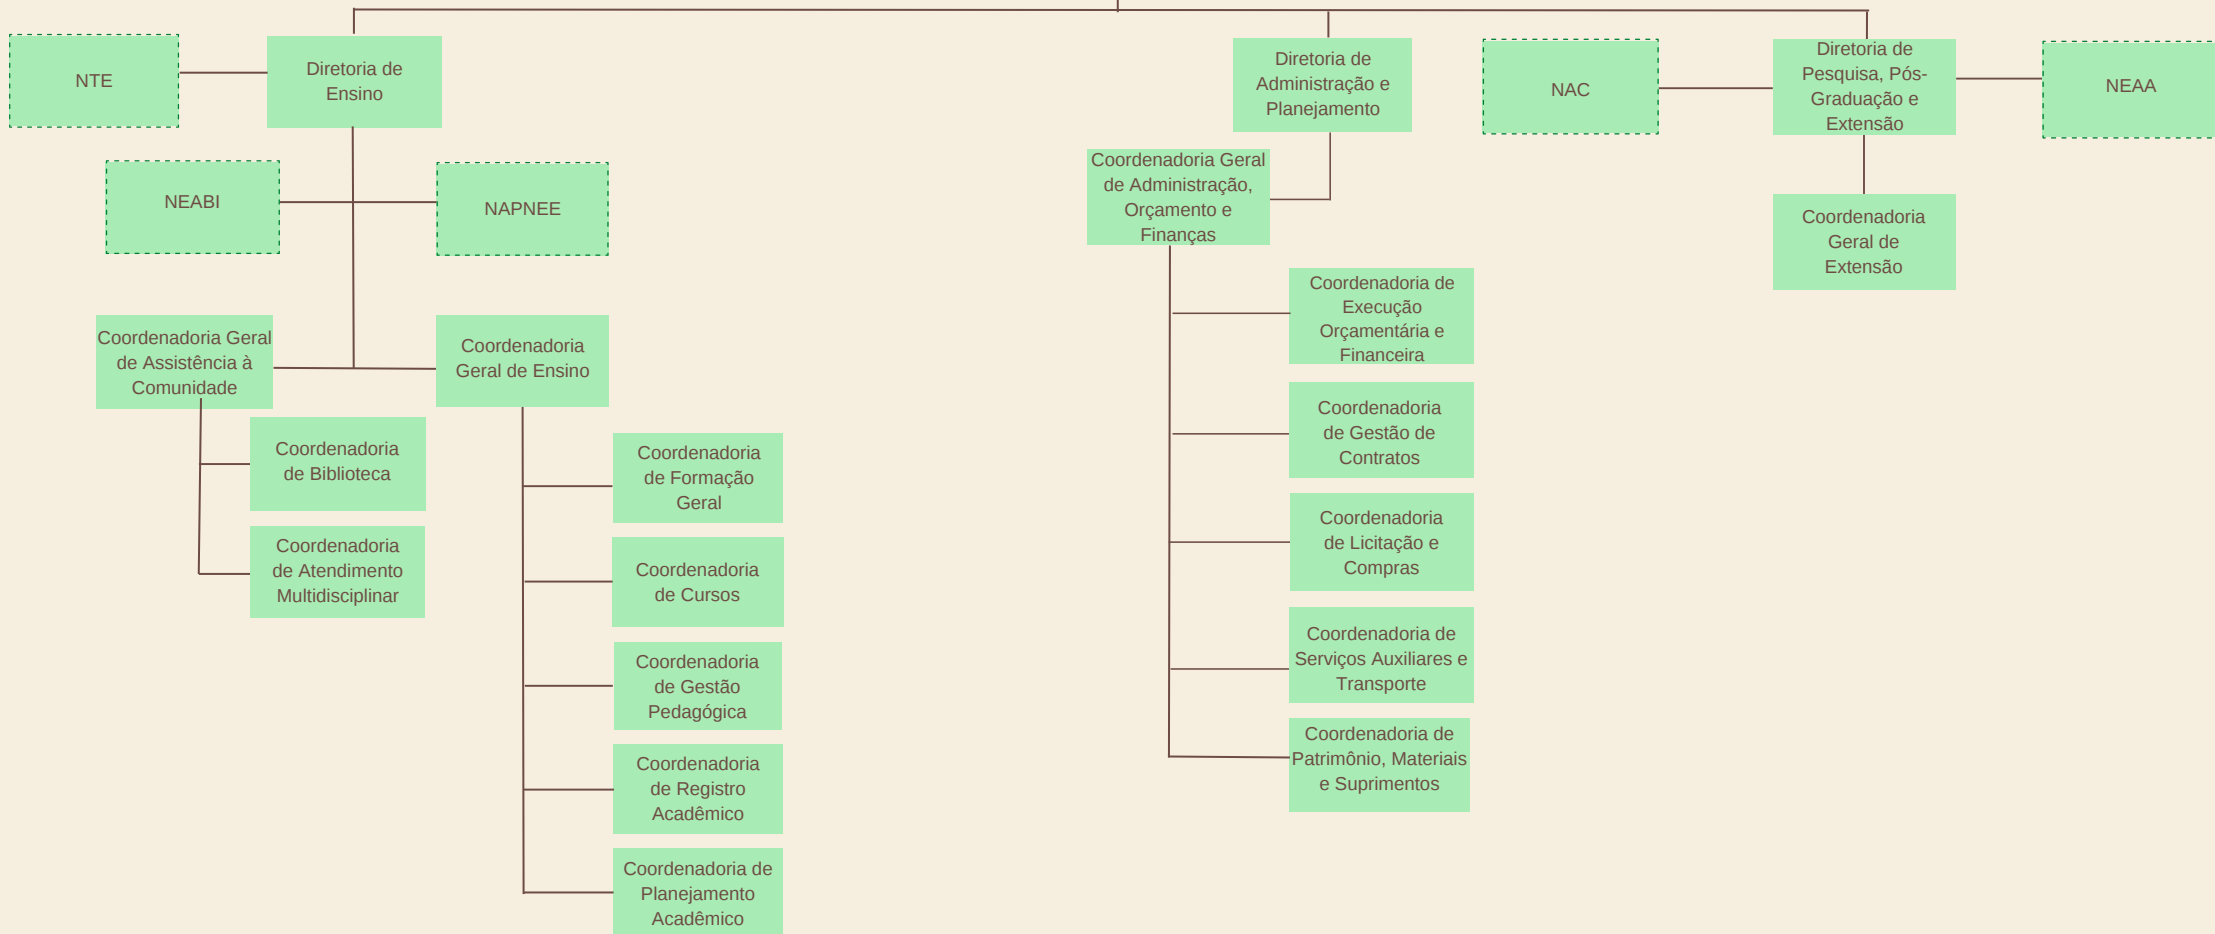 NTE
Diretoria de
Ensino
NEABI
NAPNEE
Coordenadoria Geral
de Assistência à
Comunidade
Coordenadoria
de Biblioteca
Coordenadoria
de Atendimento
Multidisciplinar
Coordenadoria
Geral de Ensino
Coordenadoria
de Formação
Geral
Coordenadoria
de Cursos
Coordenadoria
de Gestão
Pedagógica
Coordenadoria
de Registro
Acadêmico
Coordenadoria de
Planejamento
Acadêmico
Diretoria de
Administração e
Planejamento
Coordenadoria Geral
de Administração,
Orçamento e
Finanças
Coordenadoria de
Execução
Orçamentária e
Financeira
Coordenadoria
de Gestão de
Contratos
Coordenadoria
de Licitação e
Compras
Coordenadoria de
Serviços Auxiliares e
Transporte
Coordenadoria de
Patrimônio, Materiais
e Suprimentos
NAC
Diretoria de
Pesquisa, Pós-
Graduação e
Extensão
NEAA
Coordenadoria
Geral de
Extensão